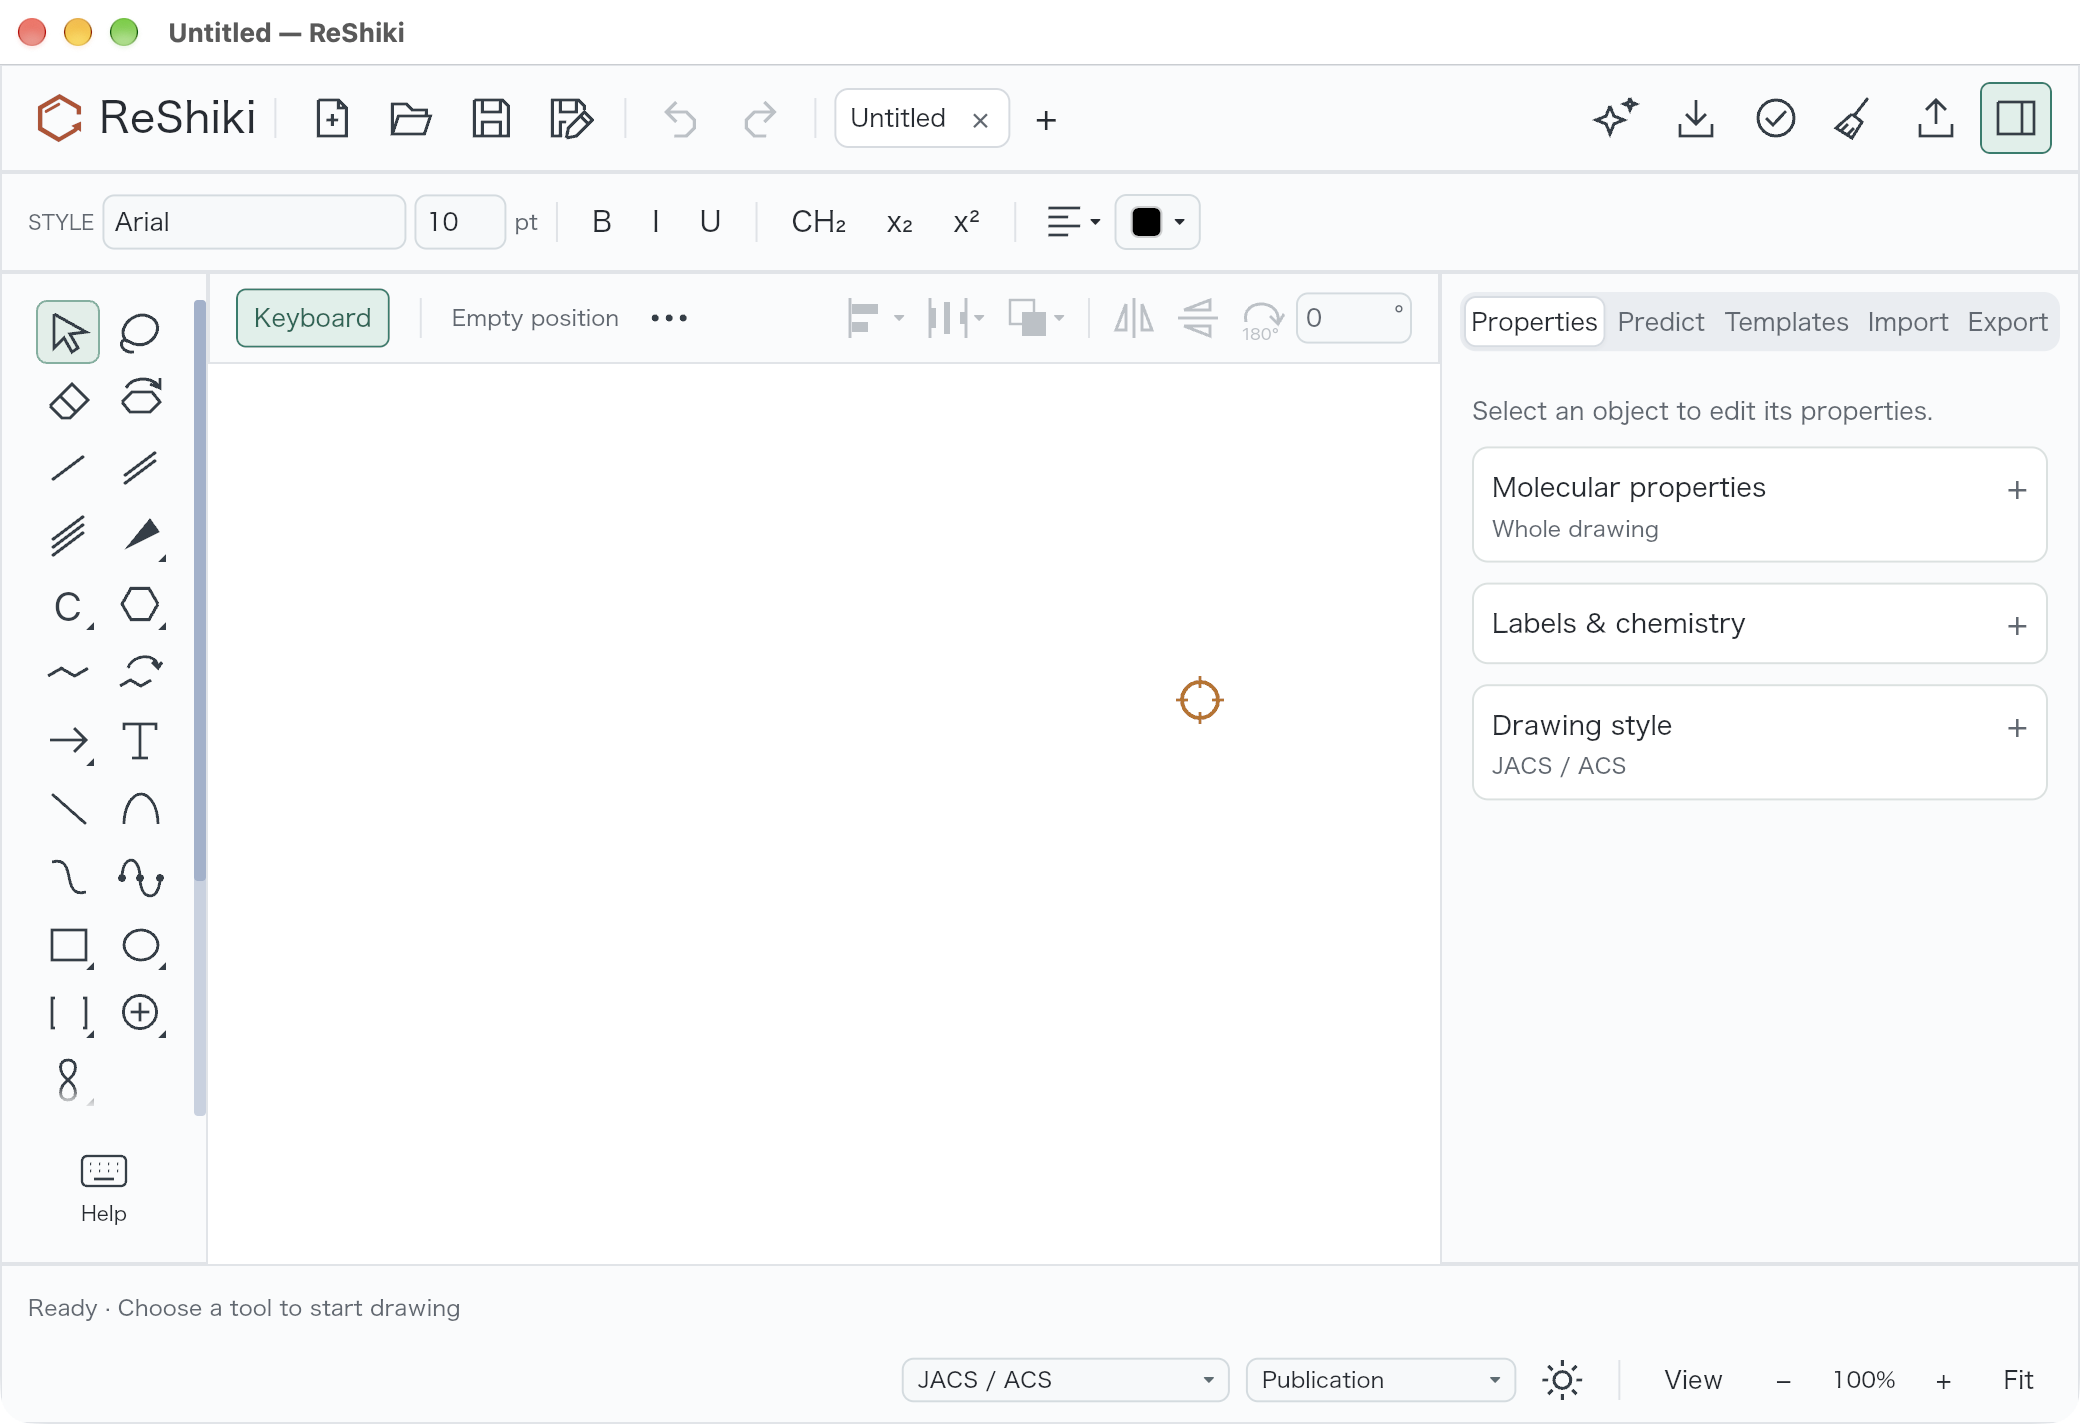 Untitled — ReShiki
ReShiki
Untitled × +
STYLE Arial 10 pt B I U CH₂ x₂ x²
Keyboard Empty position ••• 180° 0 °
Properties Predict Templates Import Export
Select an object to edit its properties.
Molecular properties +
Whole drawing
Labels & chemistry +
Drawing style +
JACS / ACS
C
T
[ ]
Help
Ready · Choose a tool to start drawing
JACS / ACS Publication View − 100% + Fit